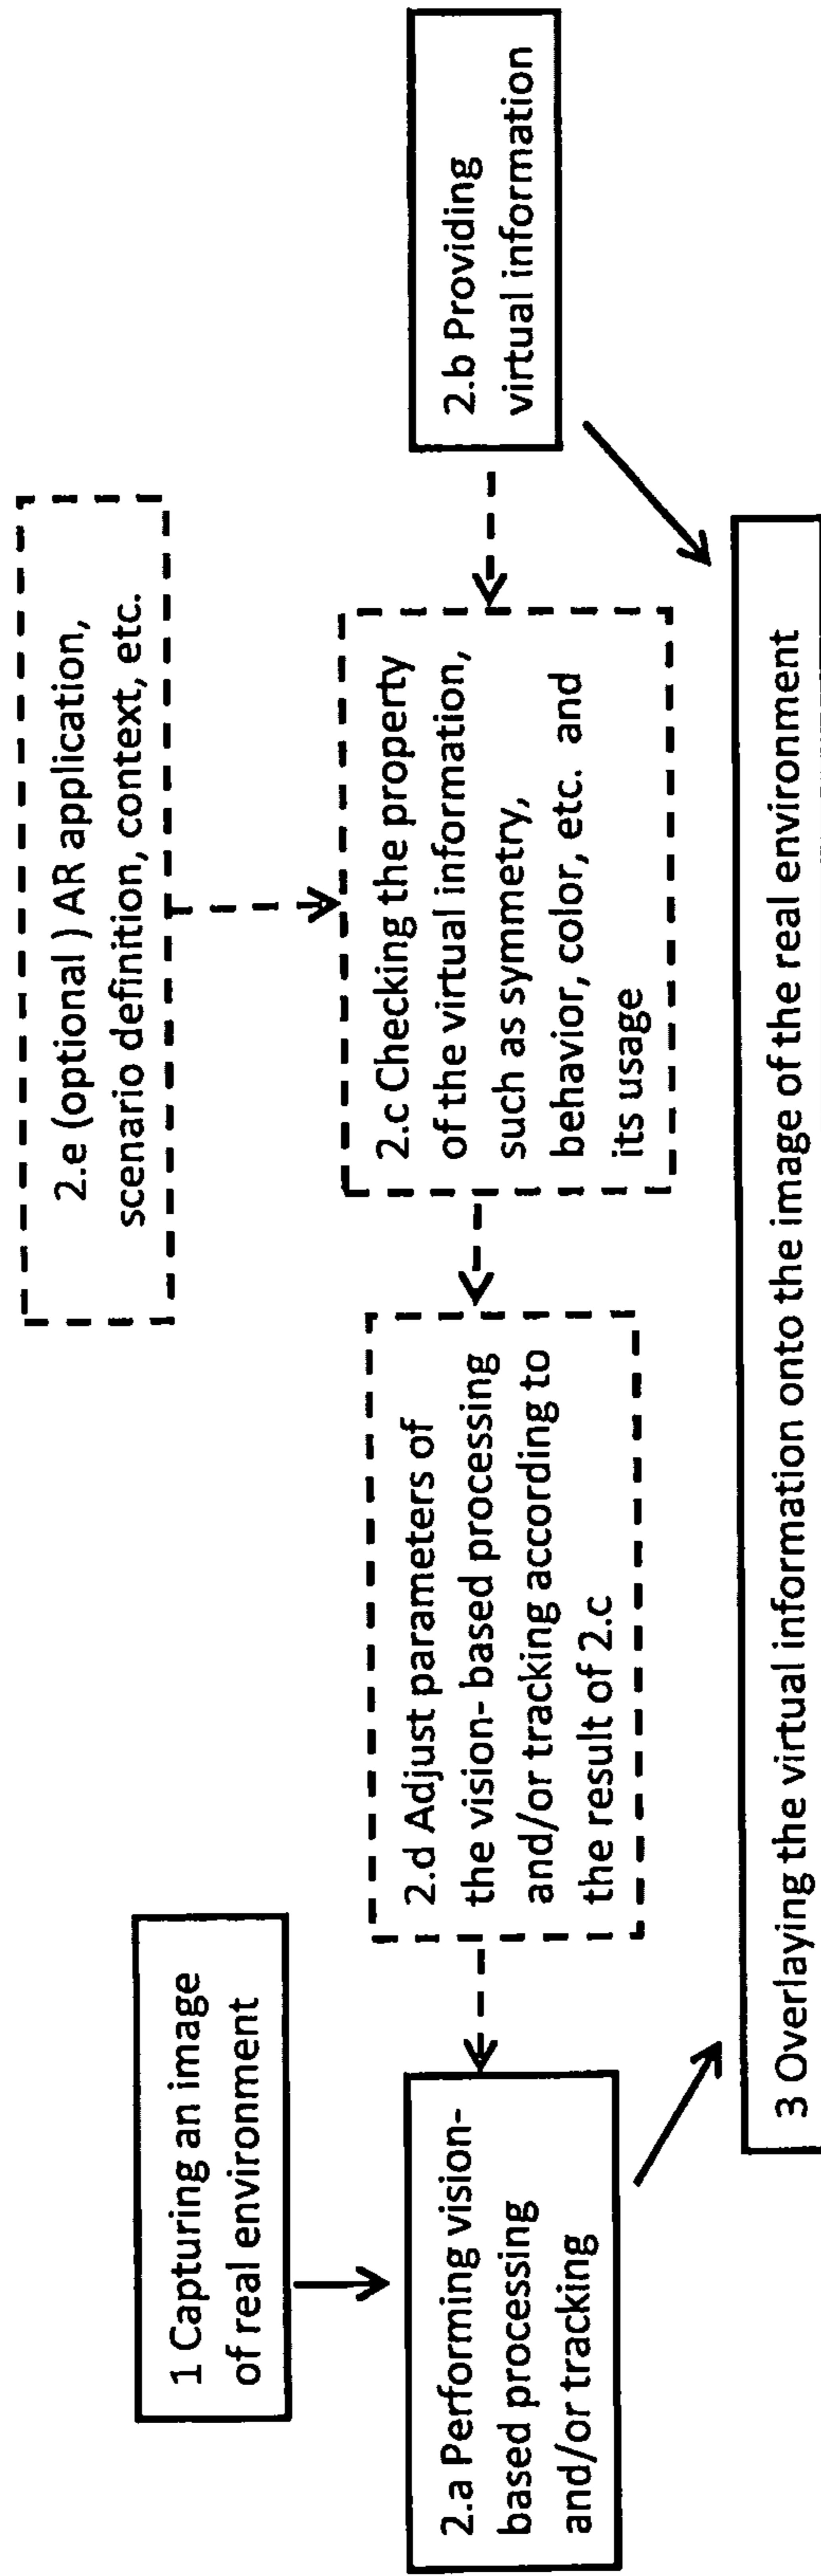 1 Capturing an image
of real environment
2.a Performing vision-
based processing
and/or tracking
2.e (optional ) AR application,
scenario definition, context, etc.
2.d Adjust parameters of
the vision- based processing
and/or tracking according to
the result of 2.c
2.c Checking the property
of the virtual information,
such as symmetry,
behavior, color, etc. and
its usage
2.b Providing
virtual information
3 Overlaying the virtual information onto the image of the real environment